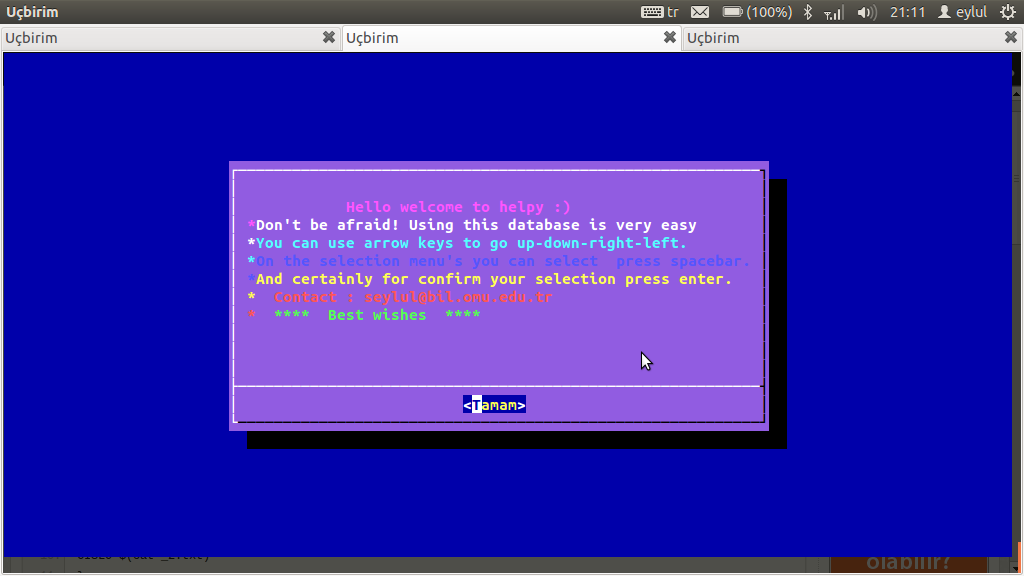 Uçbirim
tr (100%) 21:11 eylul
Uçbirim Uçbirim Uçbirim
Hello welcome to helpy :)
*Don't be afraid! Using this database is very easy
*You can use arrow keys to go up-down-right-left.
*On the selection menu's you can select  press spacebar.
*And certainly for confirm your selection press enter.
*  Contact : seylul@bil.omu.edu.tr
*  ****  Best wishes  ****
<Tamam>
olabilir?